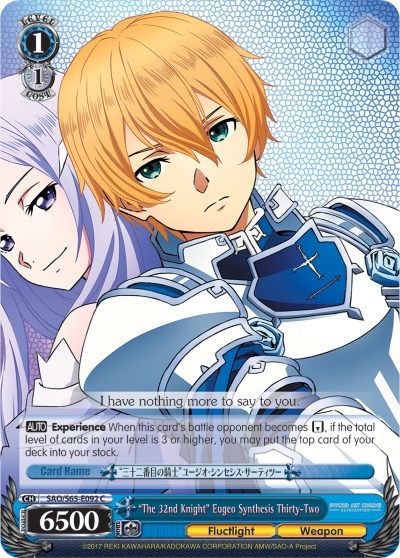 LEVEL
1
1
COST
I have nothing more to say to you.
AUTO Experience When this card's battle opponent becomes [ ], if the total
level of cards in your level is 3 or higher, you may put the top card of your
deck into your stock.
Card Name "三十二番目の騎士"ユージオ・シンセシス・サーティツー
CH SAO/S65-E092 C
"The 32nd Knight" Eugeo Synthesis Thirty-Two
SWORD ART ONLINE
6500
Fluctlight Weapon
©2017 REKI KAWAHARA/KADOKAWA CORPORATION AMW/SAO-A Project